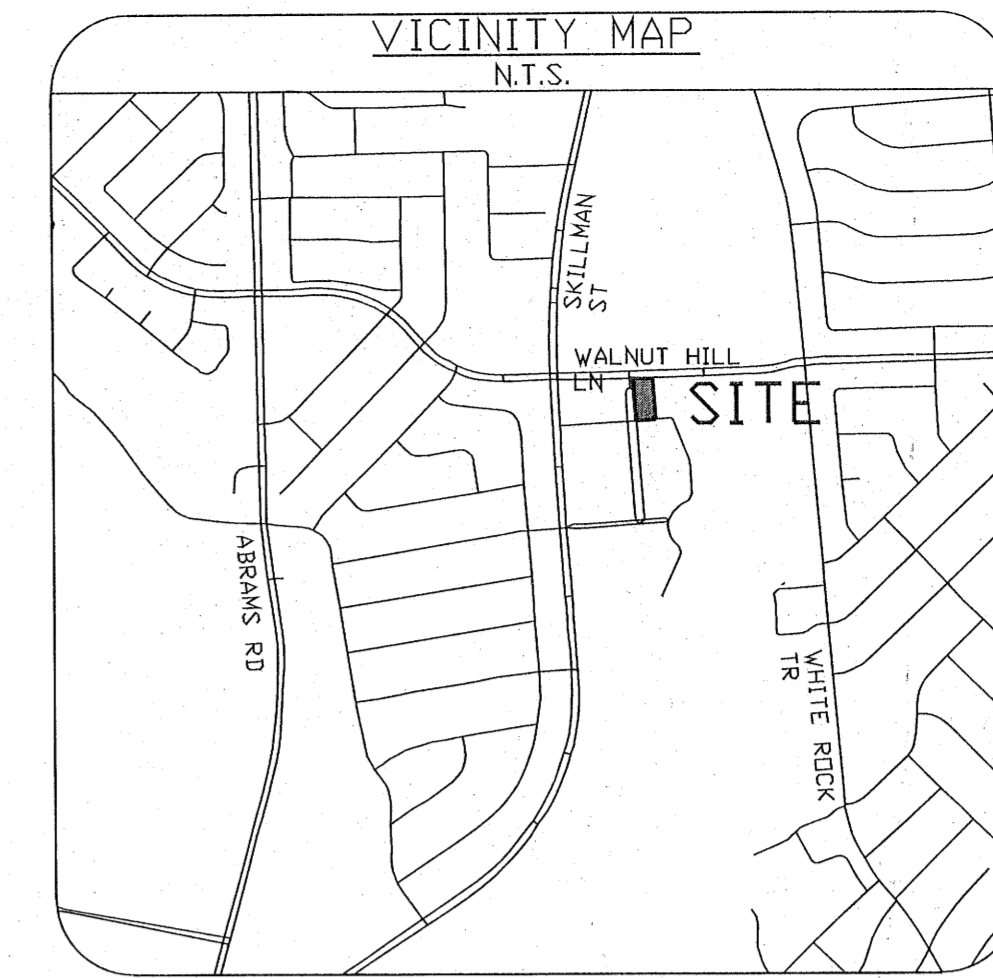 VICINITY MAP
N.T.S.
SKILLMAN
ST
WALNUT HILL
LN
SITE
ABRAMS RD
WHITE ROCK
TR